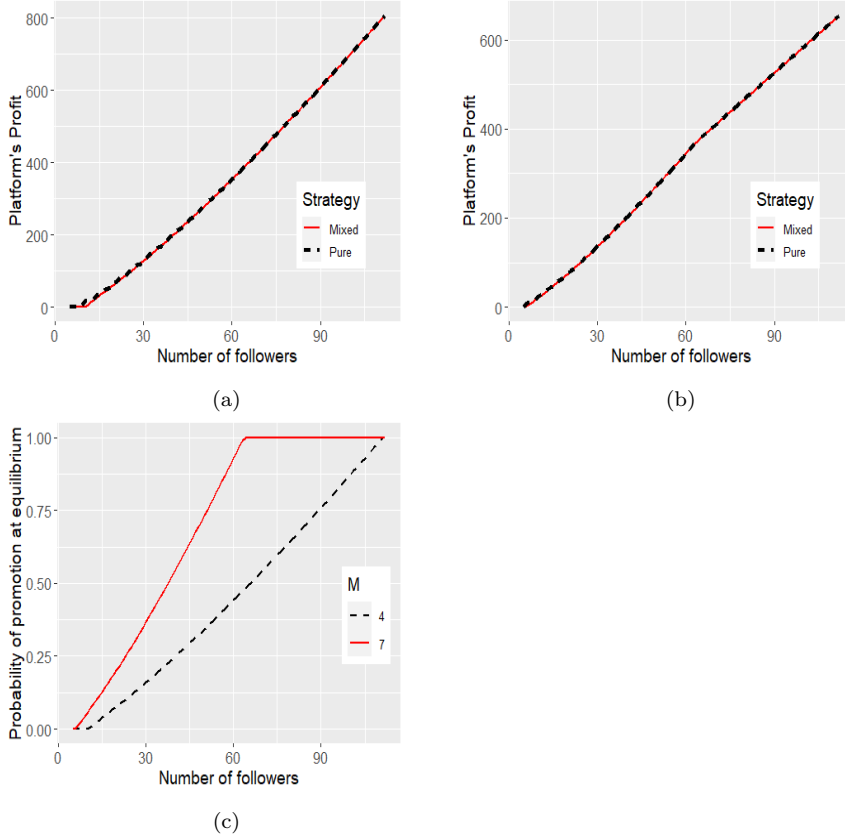 800
600
400
200
0
0
30
60
90
Platform's Profit
Number of followers
Strategy
Mixed
Pure
(a)
600
400
200
0
0
30
60
90
Platform's Profit
Number of followers
Strategy
Mixed
Pure
(b)
1.00
0.75
0.50
0.25
0.00
0
30
60
90
Probability of promotion at equilibrium
Number of followers
M
4
7
(c)